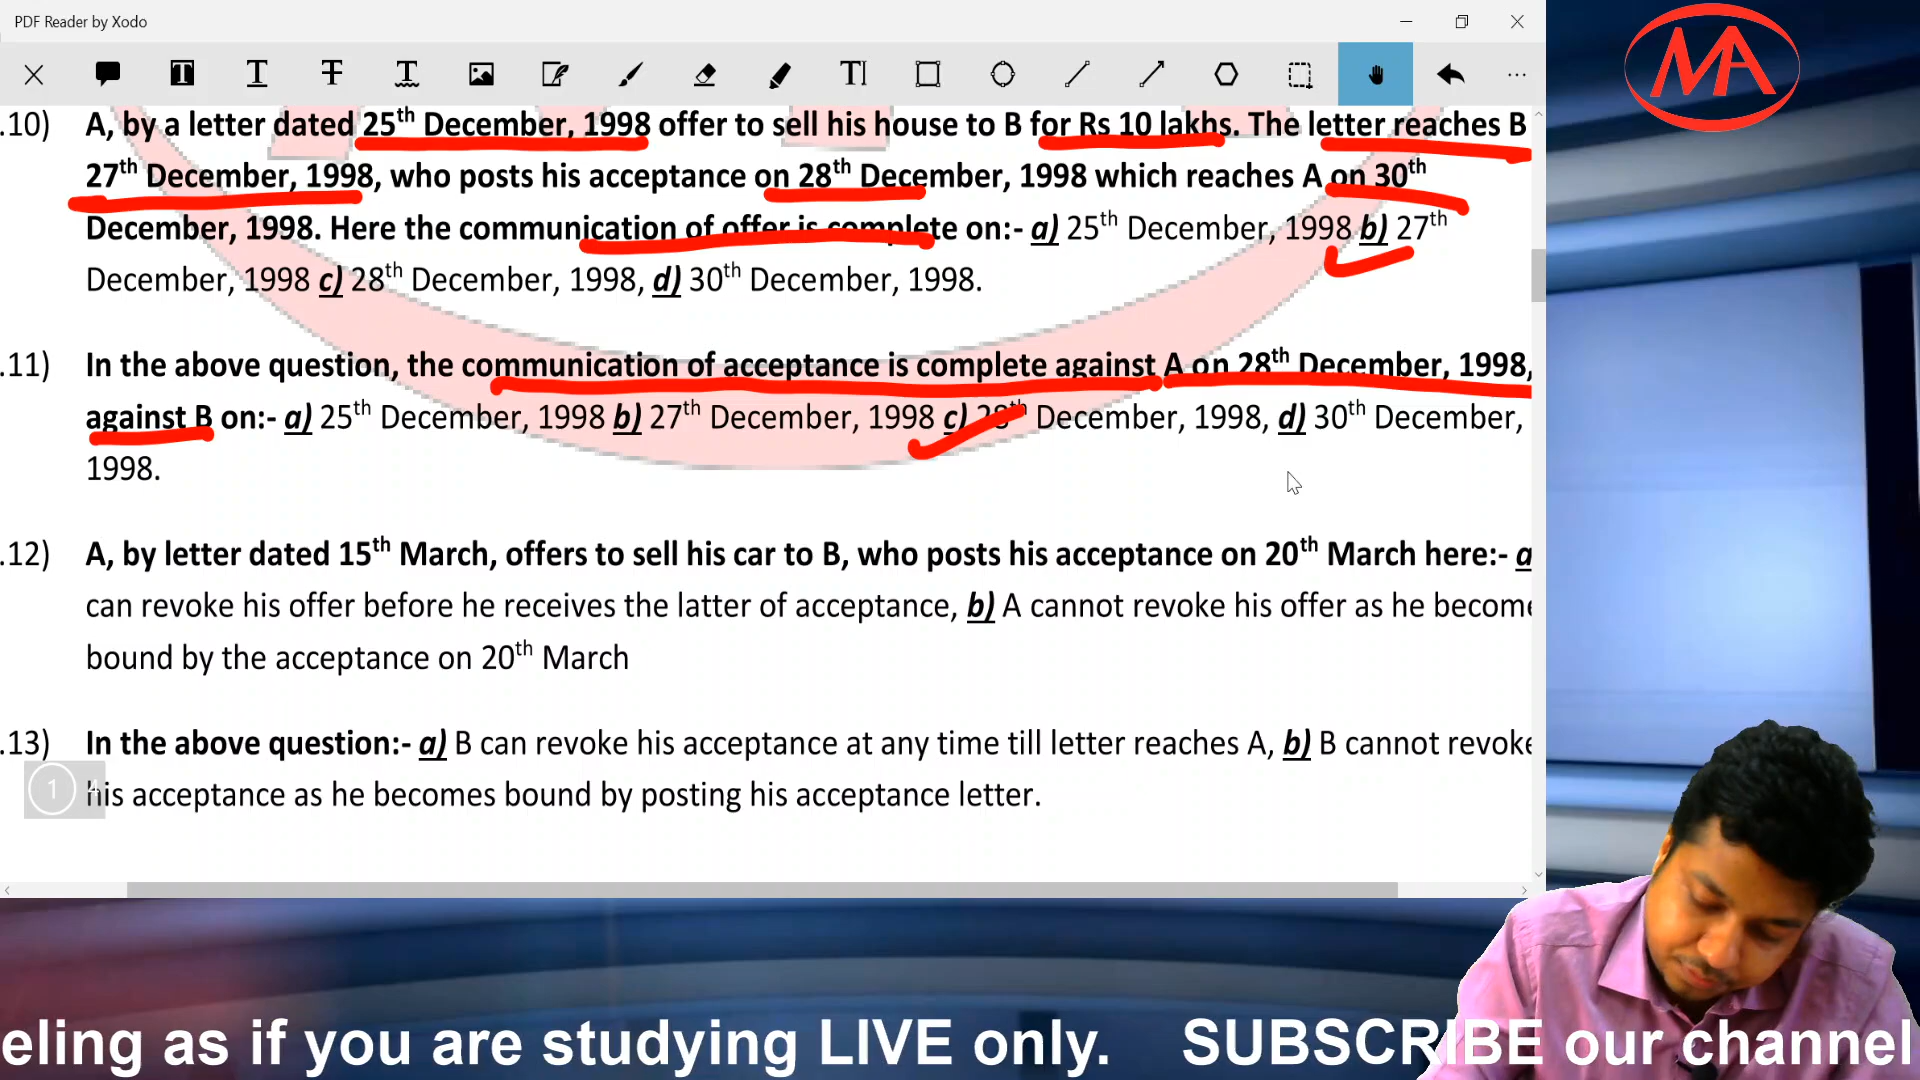 PDF Reader by Xodo
MA
.10) A, by a letter dated 25th December, 1998 offer to sell his house to B for Rs 10 lakhs. The letter reaches B
27th December, 1998, who posts his acceptance on 28th December, 1998 which reaches A on 30th
December, 1998. Here the communication of offer is complete on:- a) 25th December, 1998 b) 27th
December, 1998 c) 28th December, 1998, d) 30th December, 1998.
.11) In the above question, the communication of acceptance is complete against A on 28th December, 1998,
against B on:- a) 25th December, 1998 b) 27th December, 1998 c) 28th December, 1998, d) 30th December,
1998.
.12) A, by letter dated 15th March, offers to sell his car to B, who posts his acceptance on 20th March here:- a
can revoke his offer before he receives the latter of acceptance, b) A cannot revoke his offer as he become
bound by the acceptance on 20th March
.13) In the above question:- a) B can revoke his acceptance at any time till letter reaches A, b) B cannot revoke
his acceptance as he becomes bound by posting his acceptance letter.
1
eling as if you are studying LIVE only. SUBSCRIBE our channel